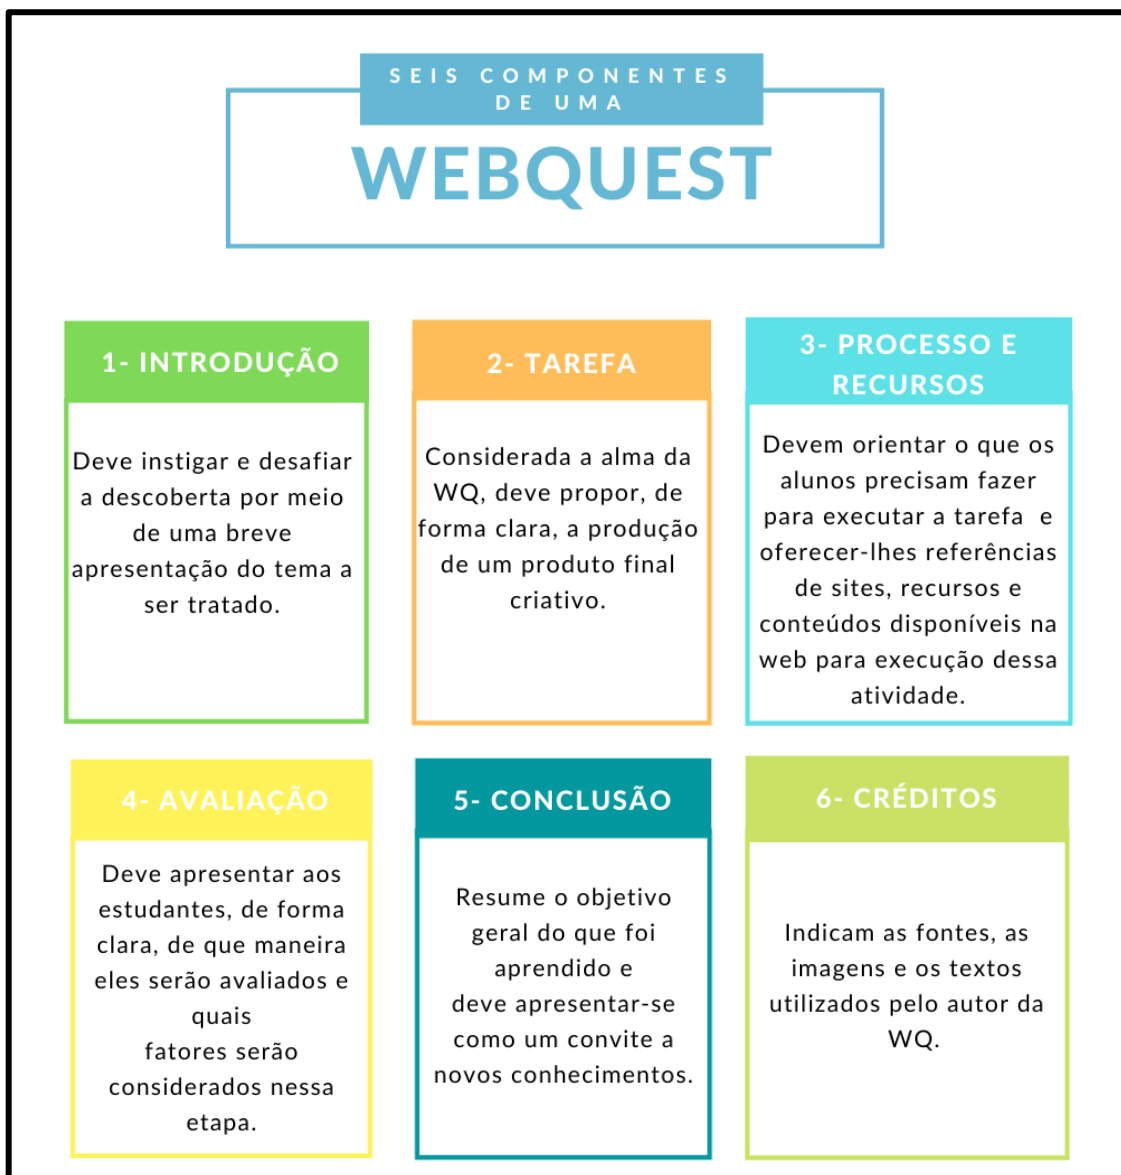 SEIS COMPONENTES
DE UMA
WEBQUEST
1- INTRODUÇÃO
Deve instigar e desafiar
a descoberta por meio
de uma breve
apresentação do tema a
ser tratado.
2- TAREFA
Considerada a alma da
WQ, deve propor, de
forma clara, a produção
de um produto final
criativo.
3- PROCESSO E
RECURSOS
Devem orientar o que os
alunos precisam fazer
para executar a tarefa e
oferecer-lhes referências
de sites, recursos e
conteúdos disponíveis na
web para execução dessa
atividade.
4- AVALIAÇÃO
Deve apresentar aos
estudantes, de forma
clara, de que maneira
eles serão avaliados e
quais
fatores serão
considerados nessa
etapa.
5- CONCLUSÃO
Resume o objetivo
geral do que foi
aprendido e
deve apresentar-se
como um convite a
novos conhecimentos.
6- CRÉDITOS
Indicam as fontes, as
imagens e os textos
utilizados pelo autor da
WQ.